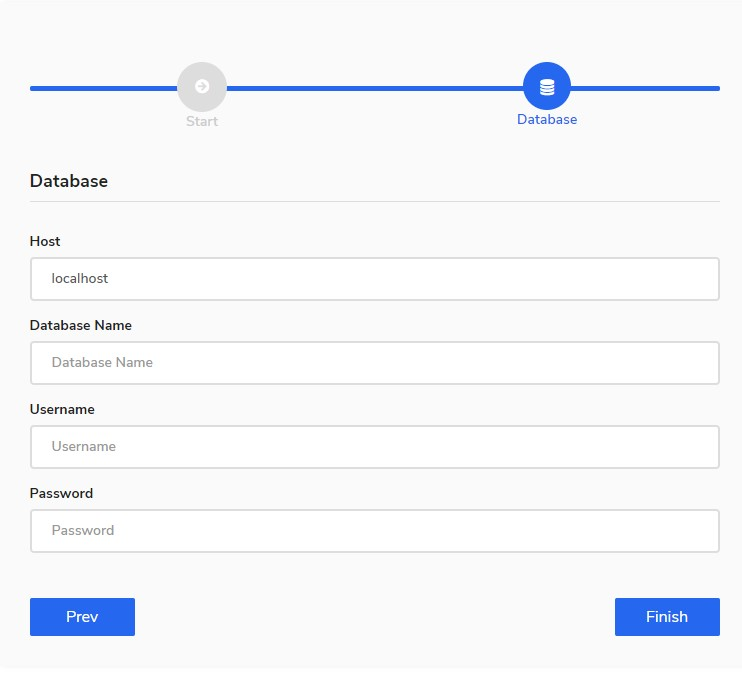 Start
Database
Database
Host
localhost
Database Name
Database Name
Username
Username
Password
Password
Prev
Finish